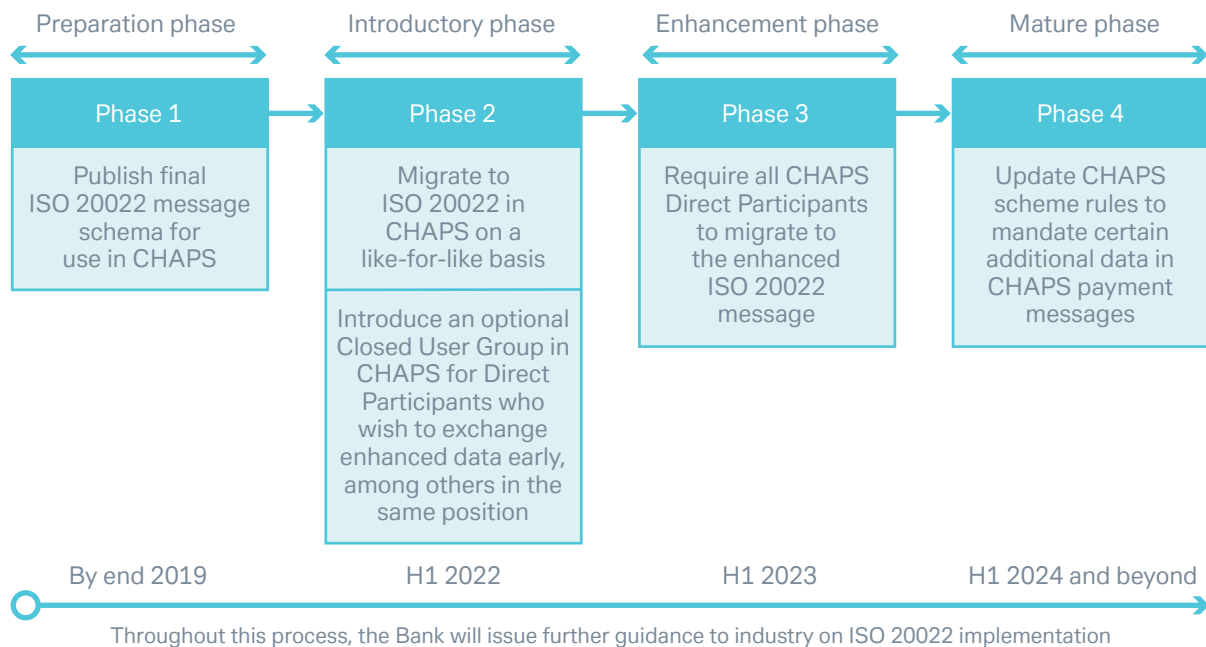 Preparation phase
Introductory phase
Enhancement phase
Mature phase
Phase 1
Phase 2
Phase 3
Phase 4
Publish final
ISO 20022 message
schema for
use in CHAPS
Migrate to
ISO 20022 in
CHAPS on a
like-for-like basis
Introduce an optional
Closed User Group in
CHAPS for Direct
Participants who
wish to exchange
enhanced data early,
among others in the
same position
Require all CHAPS
Direct Participants
to migrate to
the enhanced
ISO 20022
message
Update CHAPS
scheme rules to
mandate certain
additional data in
CHAPS payment
messages
By end 2019
H1 2022
H1 2023
H1 2024 and beyond
Throughout this process, the Bank will issue further guidance to industry on ISO 20022 implementation